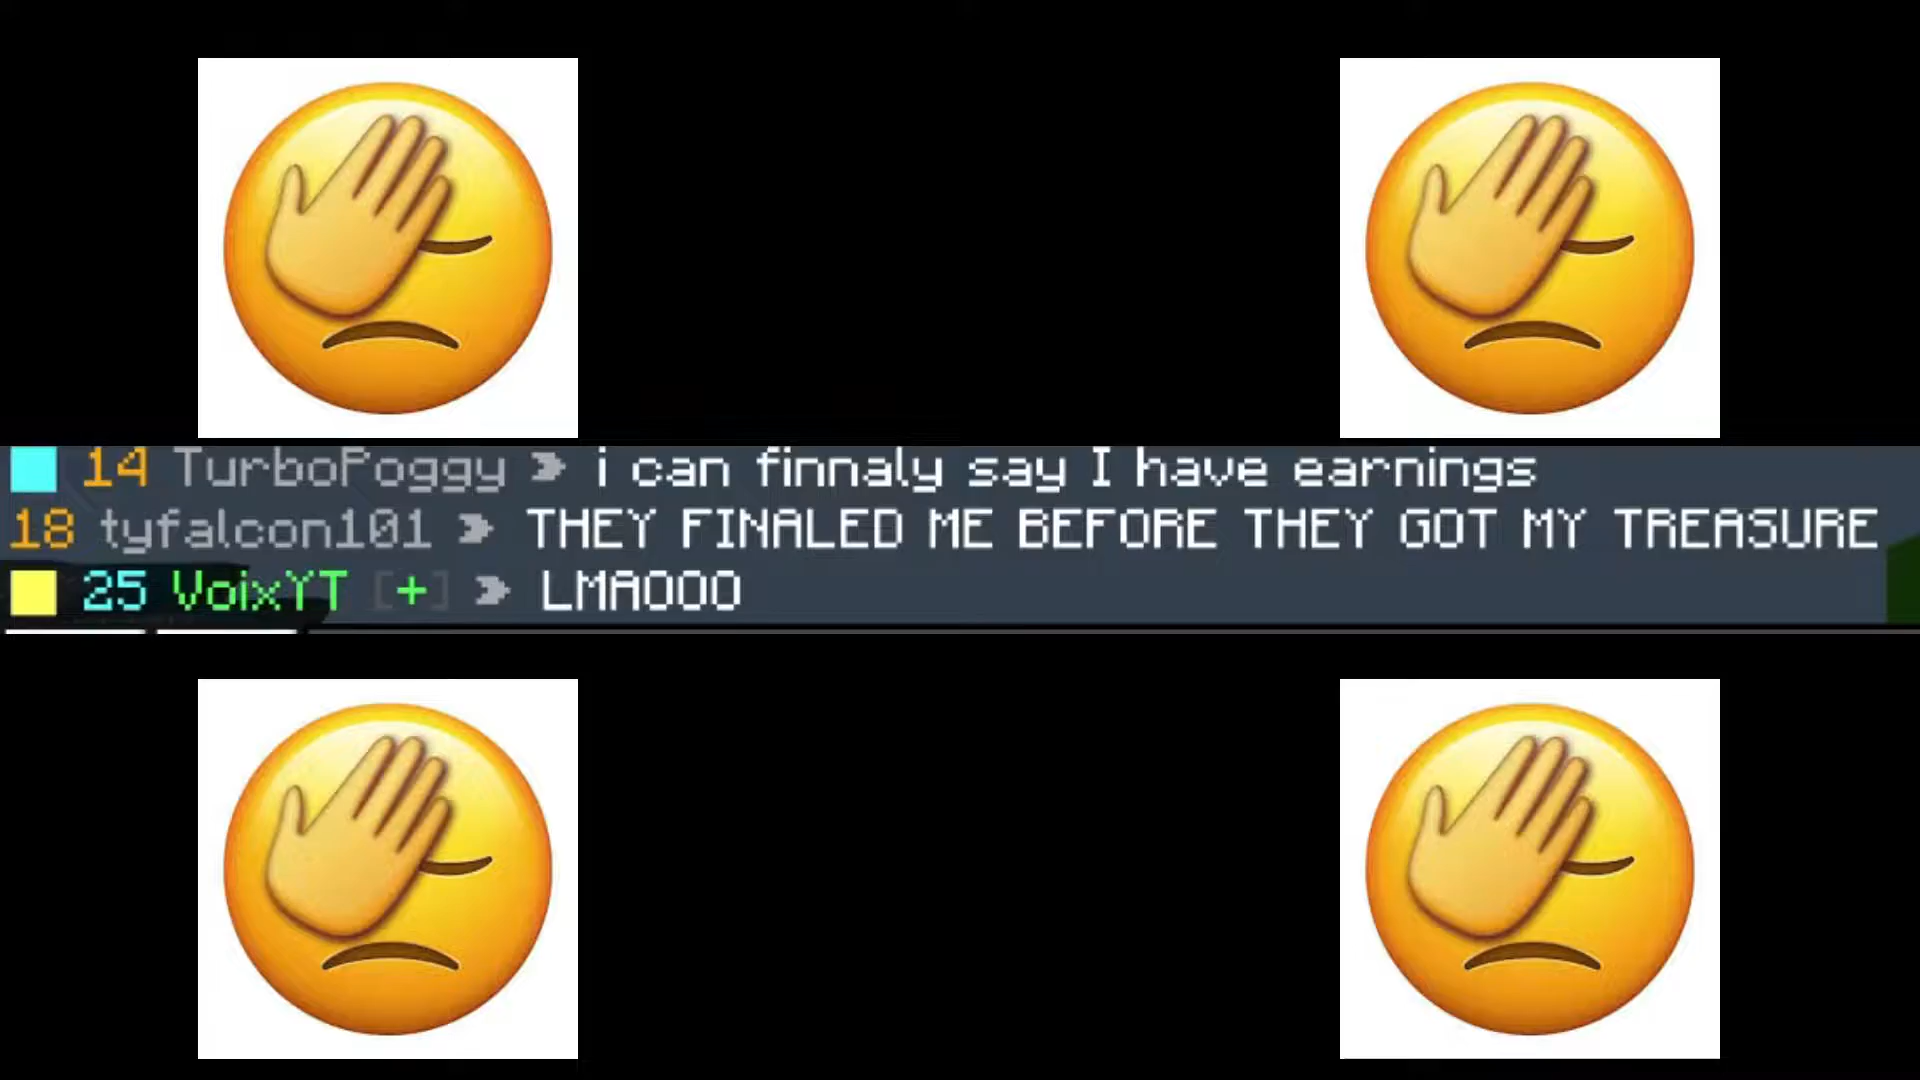 14 TurboPoggy » i can finnaly say I have earnings
18 tyfalcon101 » THEY FINALED ME BEFORE THEY GOT MY TREASURE
25 VoixYT [+] » LMAOOO